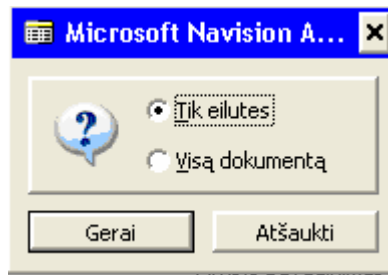 Microsoft Navision A...
Tik eilutes
Visą dokumentą
Gerai
Atšaukti